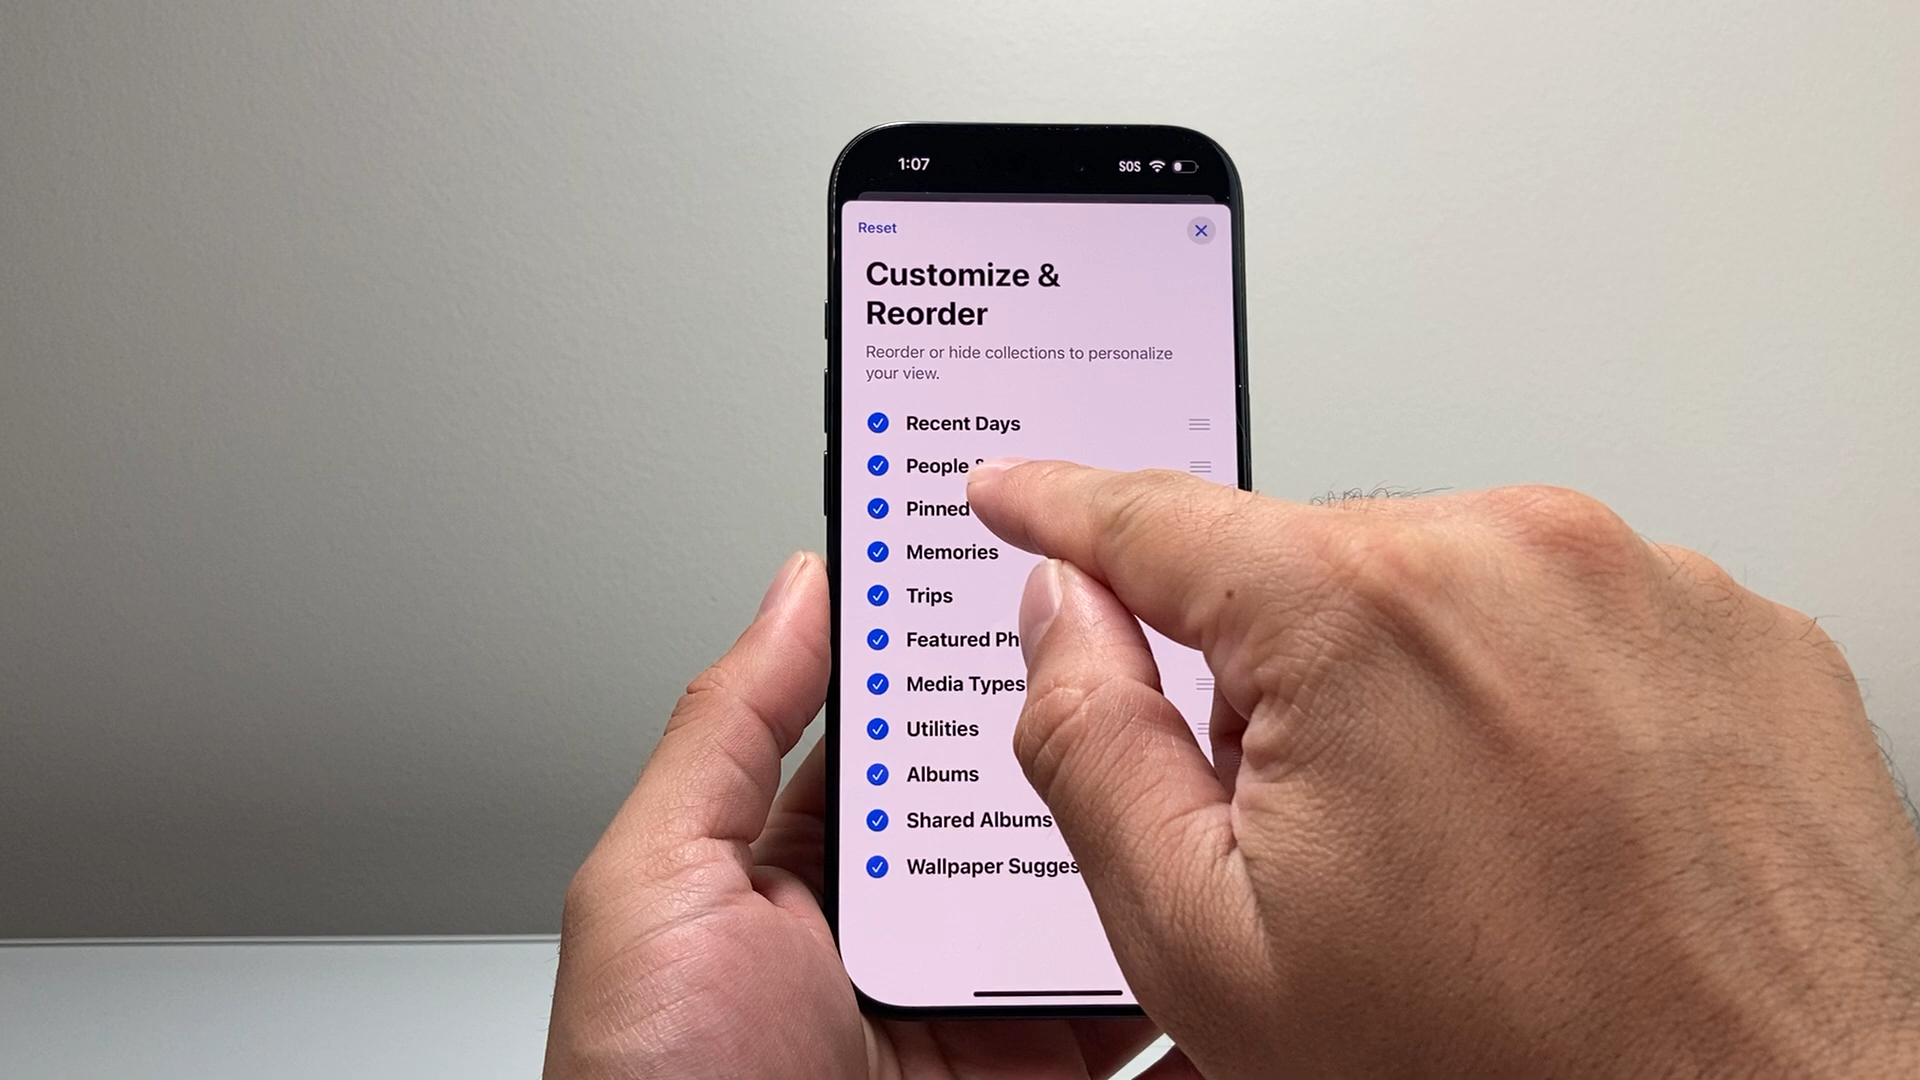 1:07
SOS
Reset
Customize &
Reorder
Reorder or hide collections to personalize
your view.
Recent Days
People
Pinned
Memories
Trips
Featured Ph
Media Types
Utilities
Albums
Shared Albums
Wallpaper Sugges